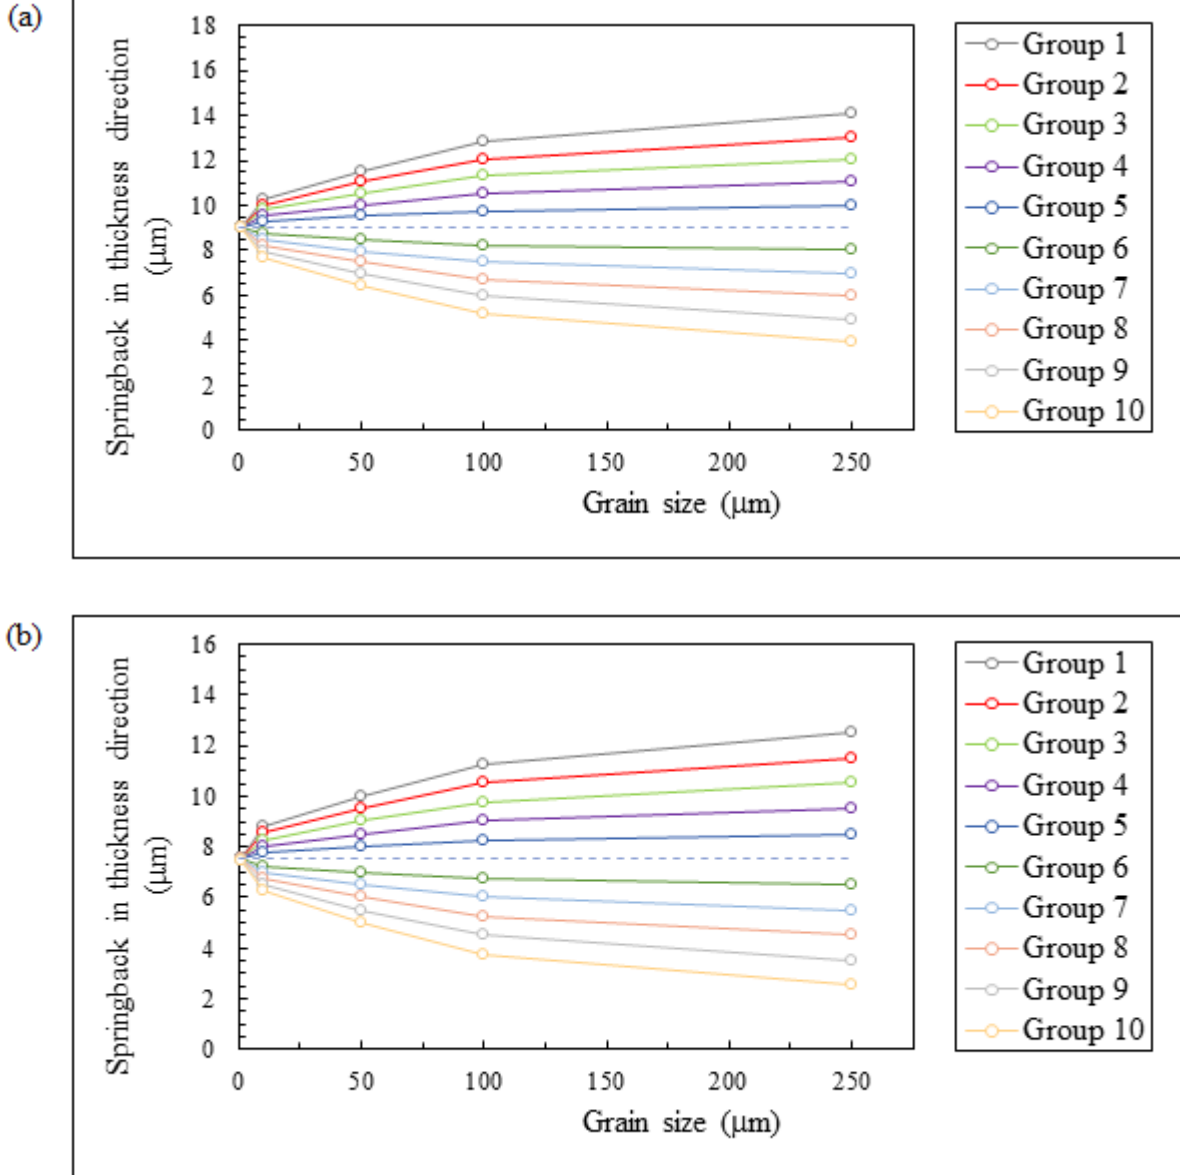 (a)
Springback in thickness direction
(μm)
18
16
14
12
10
8
6
4
2
0
0 50 100 150 200 250
Grain size (μm)
Group 1
Group 2
Group 3
Group 4
Group 5
Group 6
Group 7
Group 8
Group 9
Group 10
(b)
Springback in thickness direction
(μm)
16
14
12
10
8
6
4
2
0
0 50 100 150 200 250
Grain size (μm)
Group 1
Group 2
Group 3
Group 4
Group 5
Group 6
Group 7
Group 8
Group 9
Group 10